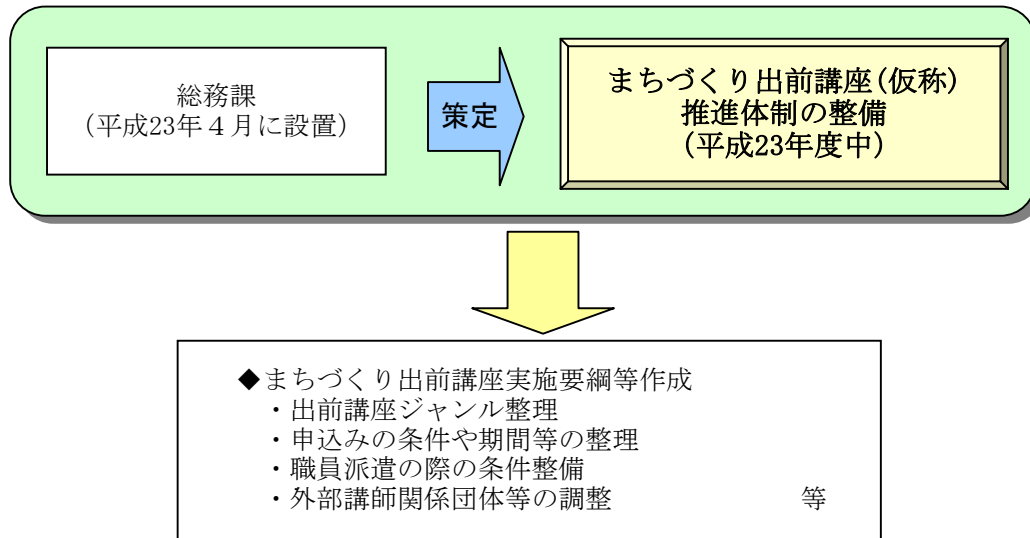 総務課
(平成23年４月に設置)
策定
まちづくり出前講座(仮称)
推進体制の整備
(平成23年度中)
◆まちづくり出前講座実施要綱等作成
・出前講座ジャンル整理
・申込みの条件や期間等の整理
・職員派遣の際の条件整備
・外部講師関係団体等の調整　　　　　　　　　等